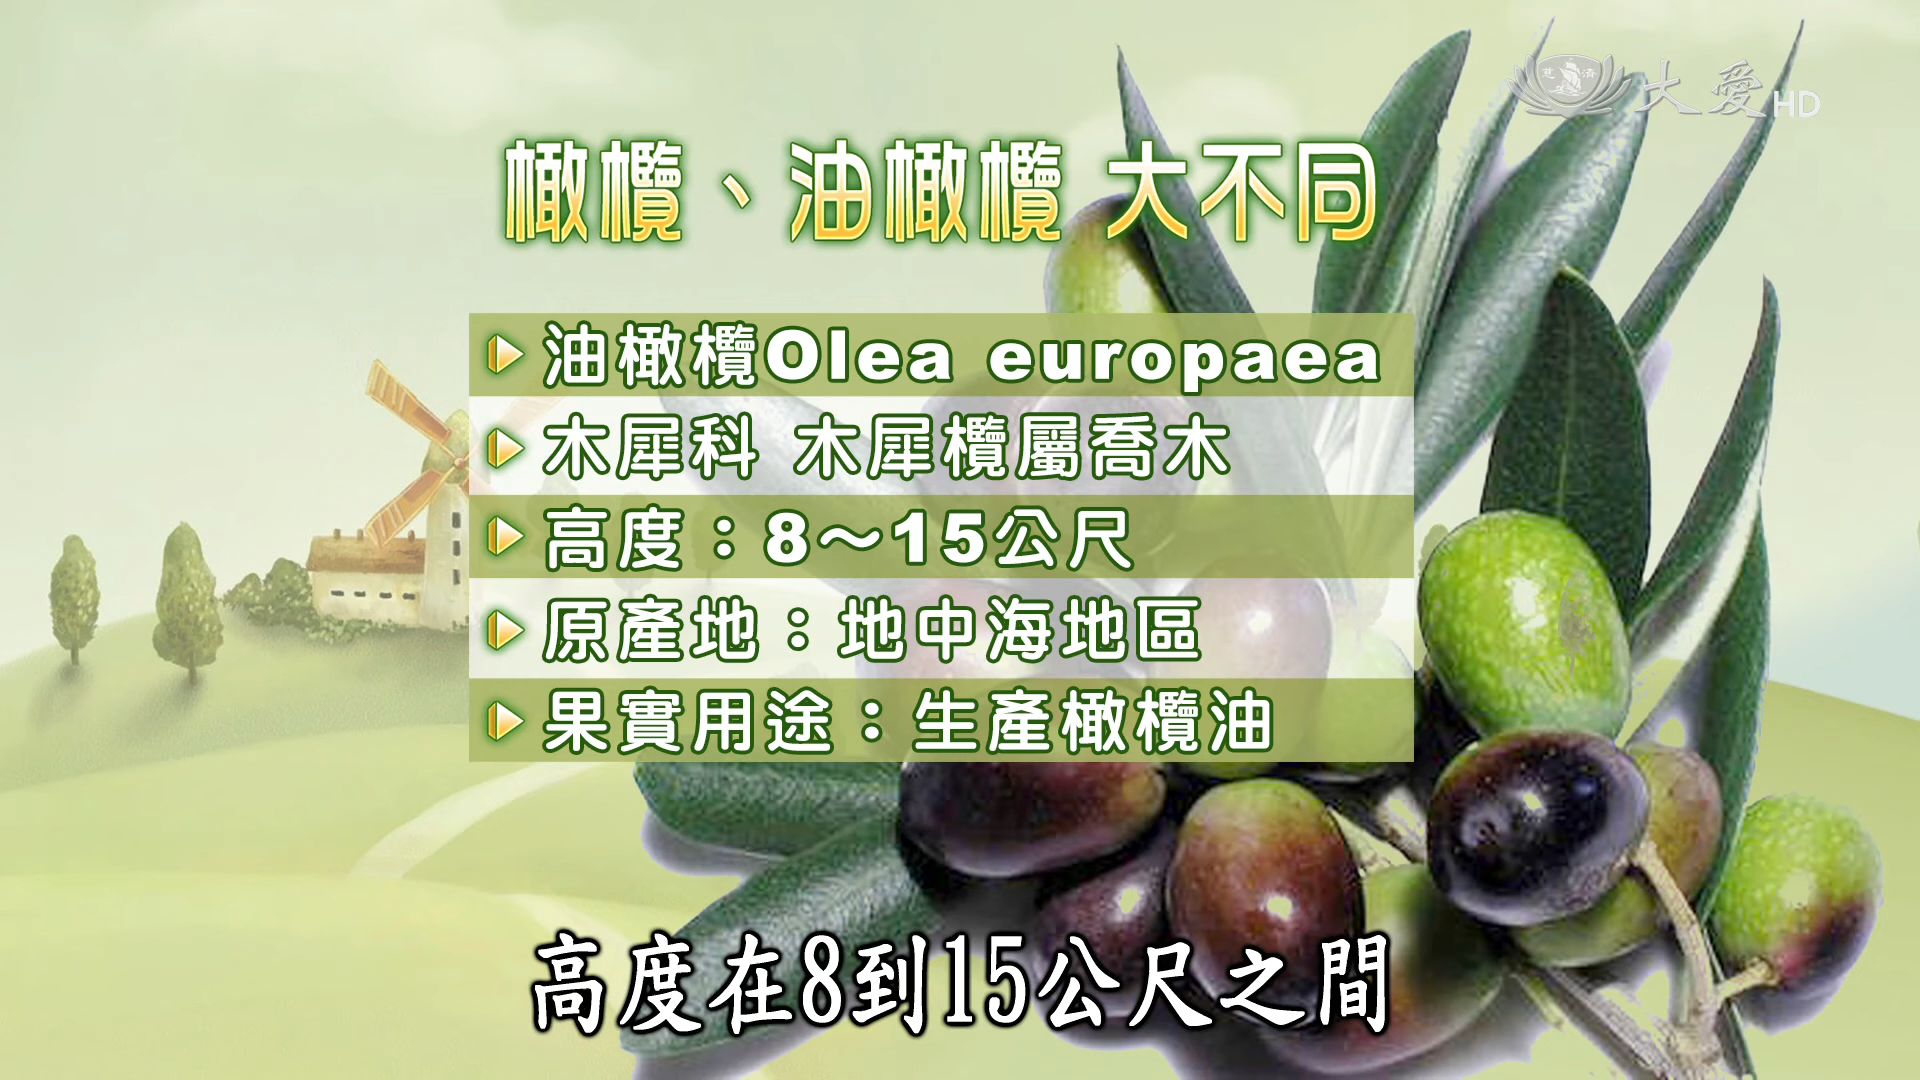 慈濟
大愛HD
橄欖、油橄欖 大不同
油橄欖Olea europaea
木犀科 木犀欖屬喬木
高度：8～15公尺
原產地：地中海地區
果實用途：生產橄欖油
高度在8到15公尺之間